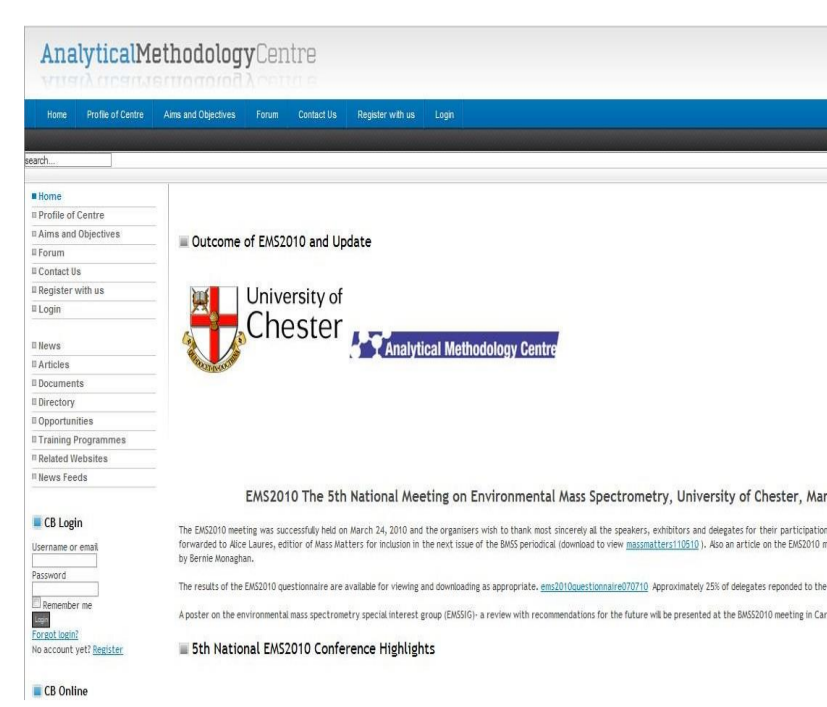 AnalyticalMethodologyCentre
Home Profile of Centre Aims and Objectives Forum Contact Us Register with us Login
search...
Home
Profile of Centre
Aims and Objectives
Forum
Contact Us
Register with us
Login
News
Articles
Documents
Directory
Opportunities
Training Programmes
Related Websites
News Feeds
CB Login
Username or email
Password
Remember me
Login
Forgot login?
No account yet? Register
CB Online
Outcome of EMS2010 and Update
University of
Chester
Analytical Methodology Centre
EMS2010 The 5th National Meeting on Environmental Mass Spectrometry, University of Chester, Mar
The EMS2010 meeting was successfully held on March 24, 2010 and the organisers wish to thank most sincerely all the speakers, exhibitors and delegates for their participation
forwarded to Alice Laures, editior of Mass Matters for inclusion in the next issue of the BMSS periodical (download to view massmatters110510 ). Also an article on the EMS2010 m
by Bernie Monaghan.
The results of the EMS2010 questionnaire are available for viewing and downloading as appropriate. ems2010questionnaire070710 Approximately 25% of delegates reponded to the
A poster on the environmental mass spectrometry special interest group (EMSSIG)- a review with recommendations for the future will be presented at the BMSS2010 meeting in Car
5th National EMS2010 Conference Highlights